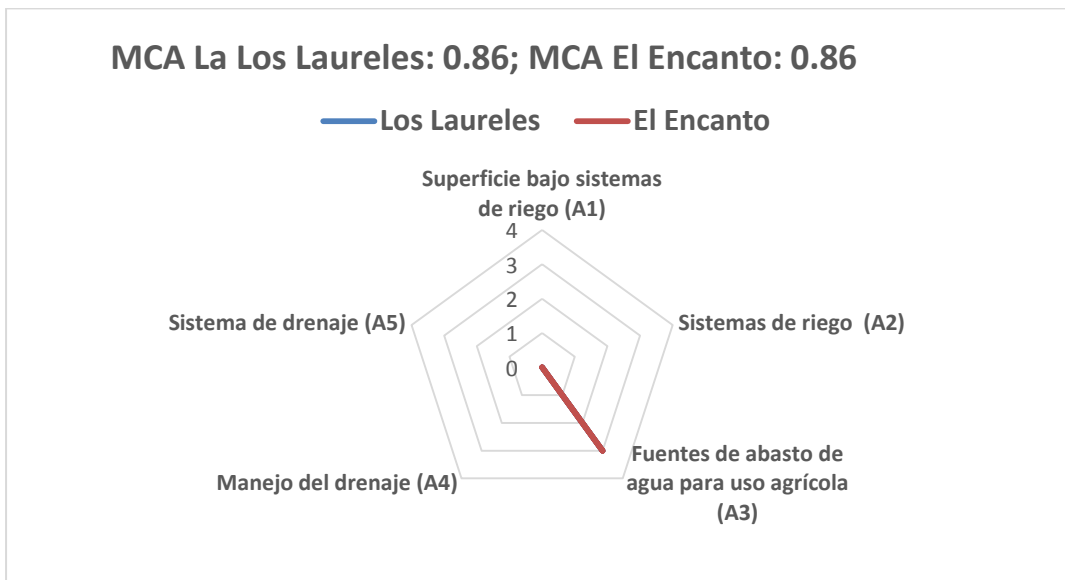 MCA La Los Laureles: 0.86; MCA El Encanto: 0.86
Los Laureles El Encanto
Superficie bajo sistemas
de riego (A1)
4
3
2
1
0
Sistema de drenaje (A5)
Sistemas de riego (A2)
Manejo del drenaje (A4)
Fuentes de abasto de
agua para uso agrícola
(A3)